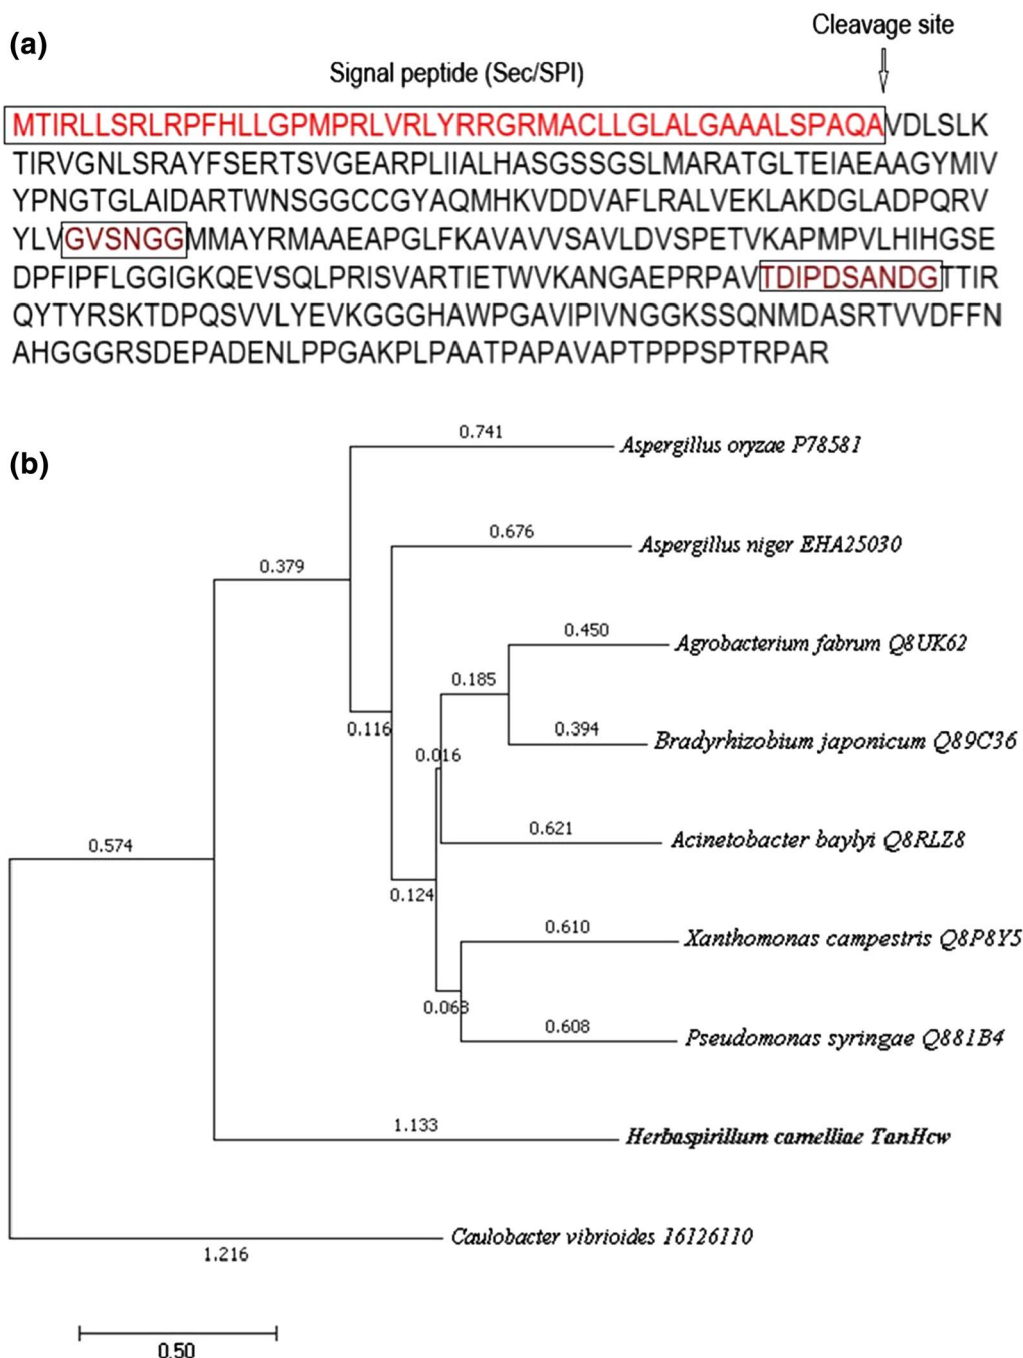 (a)
Cleavage site
Signal peptide (Sec/SPI)
MTIRLLSRLRPFHLLGPMPRLVRLYRRGRMACLLGLALGAAALSPAQAVDLSLK
TIRVGNLSRAYFSERTSVGEARPLIIALHASGSSGSLMARATGLTEIAEAAGYMIV
YPNGTGLAIDARTWNSGGCCGYAQMHKVDDVAFLRALVEKLAKDGLADPQRV
YLVGVSNGGMMAYRMAAEAPGLFKAVAVVSAVLDVSPETVKAPMPVLHIHGSE
DPFIPFLGGIGKQEVSQLPRISVARTIETWVKANGAEPRPAVTDIPDSANDGTTIR
QYTYRSKTDPQSVVLYEVKGGGHAWPGAVIPIVNGGKSSQNMDASRTVVDFFN
AHGGGRSDEPADENLPPGAKPLPAATPAPAVAPTPPPSPTRPAR
(b)
0.741
Aspergillus oryzae P78581
0.676
Aspergillus niger EHA25030
0.379
0.450
Agrobacterium fabrum Q8UK62
0.185
0.116
0.394
Bradyrhizobium japonicum Q89C36
0.016
0.621
Acinetobacter baylyi Q8RLZ8
0.574
0.124
0.610
Xanthomonas campestris Q8P8Y5
0.068
0.608
Pseudomonas syringae Q881B4
1.133
Herbaspirillum camelliae TanHcw
Caulobacter vibrioides 16126110
1.216
0.50